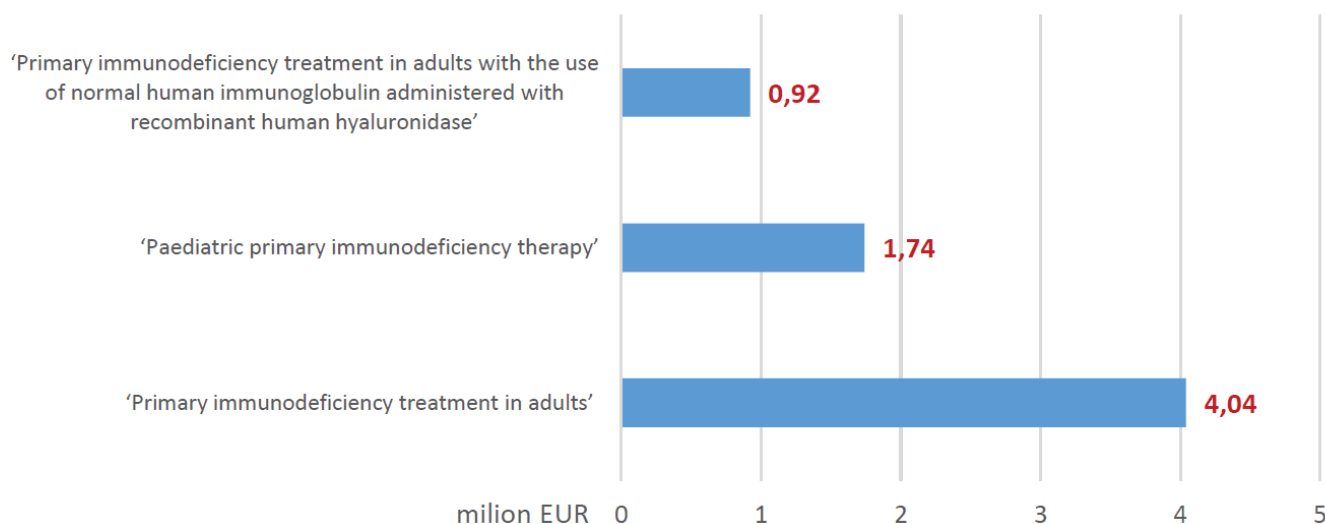 ‘Primary immunodeficiency treatment in adults with the use
of normal human immunoglobulin administered with
recombinant human hyaluronidase’
0,92
‘Paediatric primary immunodeficiency therapy’
1,74
‘Primary immunodeficiency treatment in adults’
4,04
milion EUR 0 1 2 3 4 5